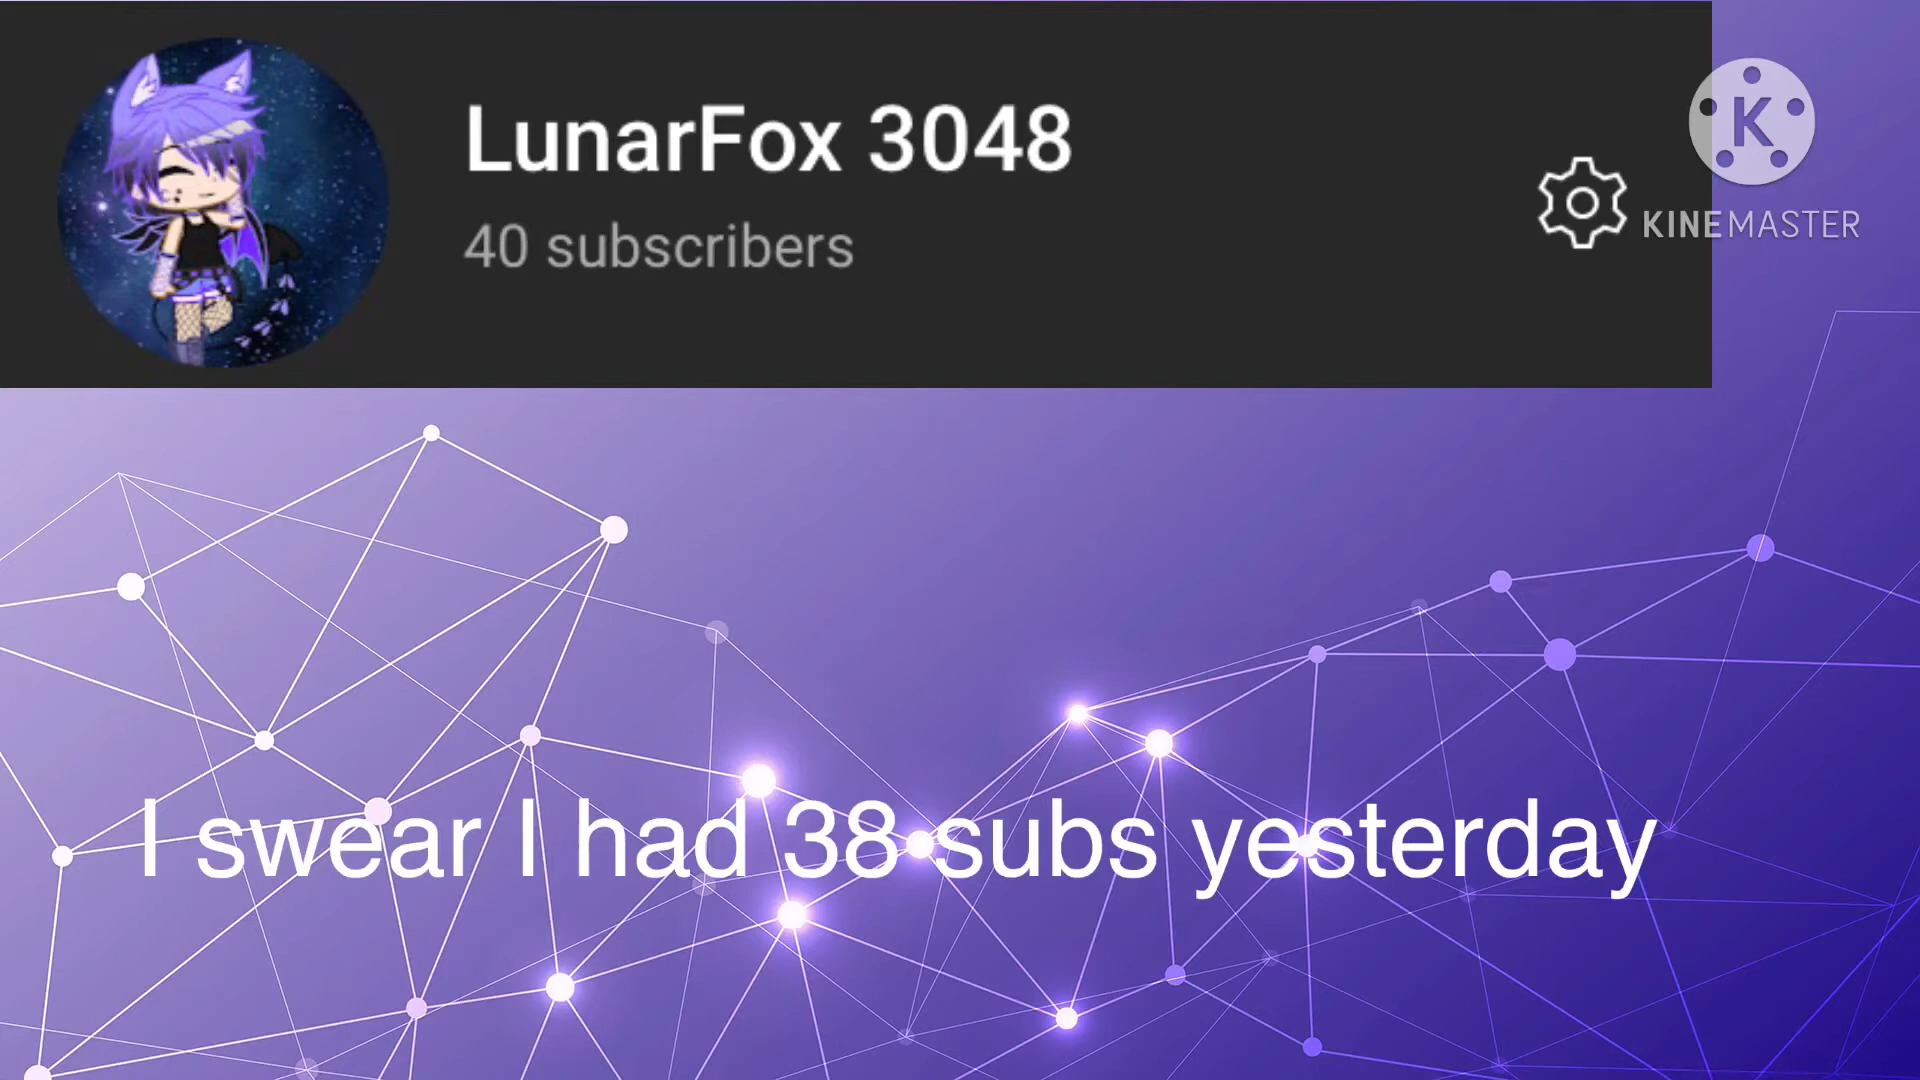 LunarFox 3048
40 subscribers
K
KINEMASTER
I swear I had 38 subs yesterday